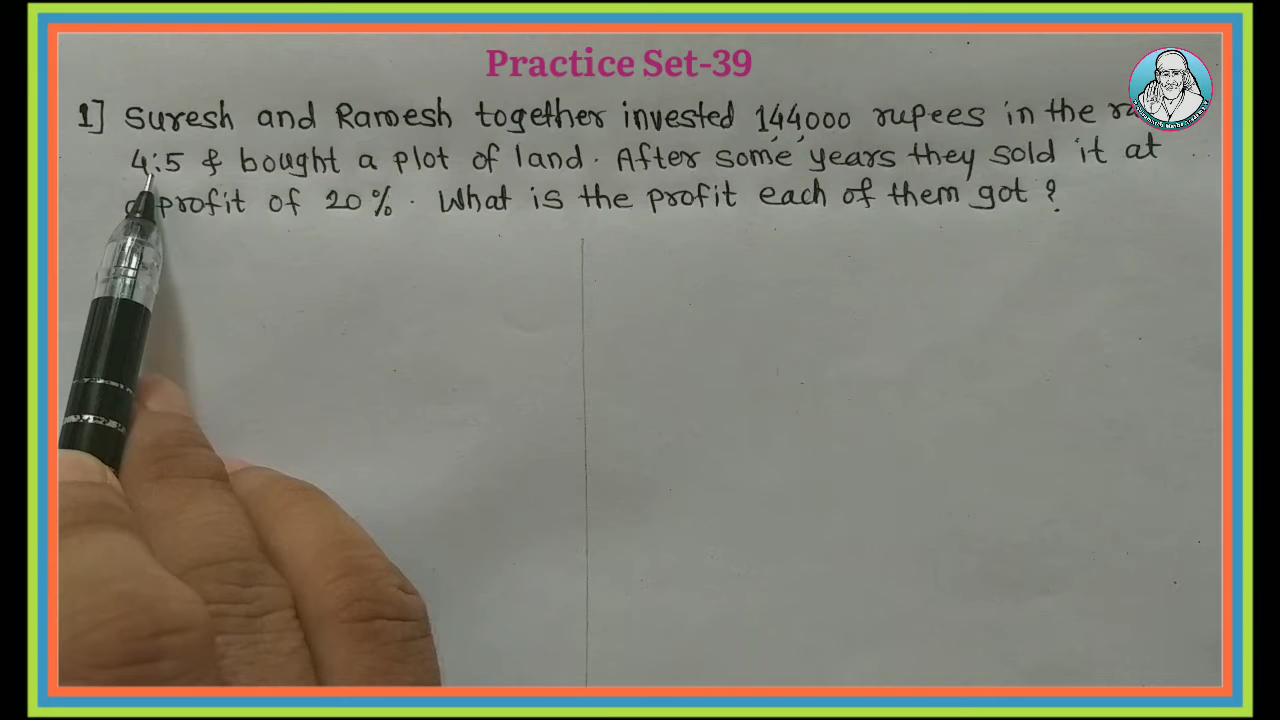 Practice Set-39
1] Suresh and Ramesh together invested 144000 rupees in the
4:5 & bought a plot of land. After some years they sold it at
profit of 20%. What is the profit each of them got ?